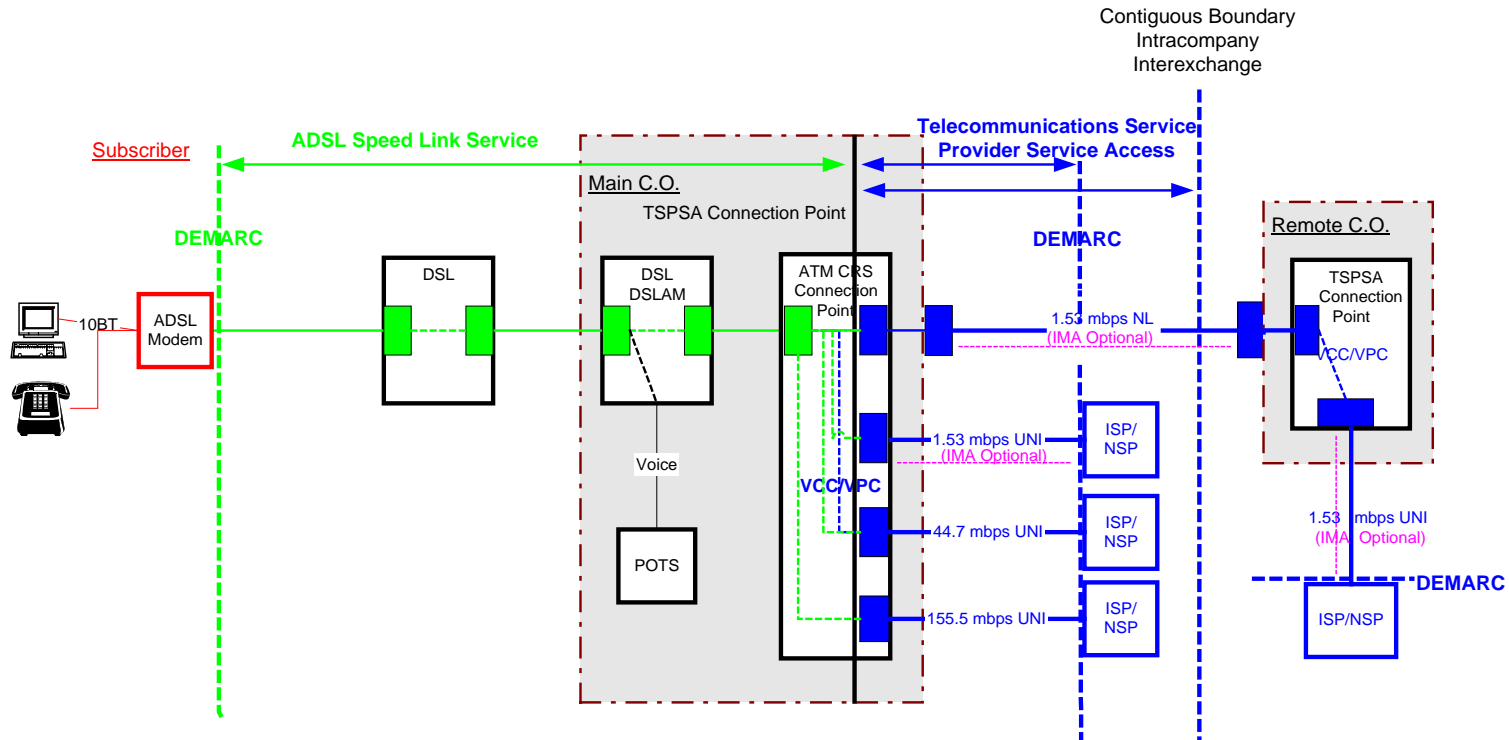 Contiguous Boundary
Intracompany
Interexchange
Subscriber
ADSL Speed Link Service
Telecommunications Service
Provider Service Access
Main C.O.
TSPSA Connection Point
DEMARC
DEMARC
Remote C.O.
DSL
DSL
DSLAM
ATM CRS
Connection
Point
TSPSA
Connection
Point
VCC/VPC
10BT
ADSL
Modem
1.53 mbps NL
(IMA Optional)
1.53 mbps UNI
(IMA Optional)
ISP/
NSP
Voice
VCC/VPC
44.7 mbps UNI
ISP/
NSP
1.53 mbps UNI
(IMA Optional)
POTS
DEMARC
155.5 mbps UNI
ISP/
NSP
ISP/NSP